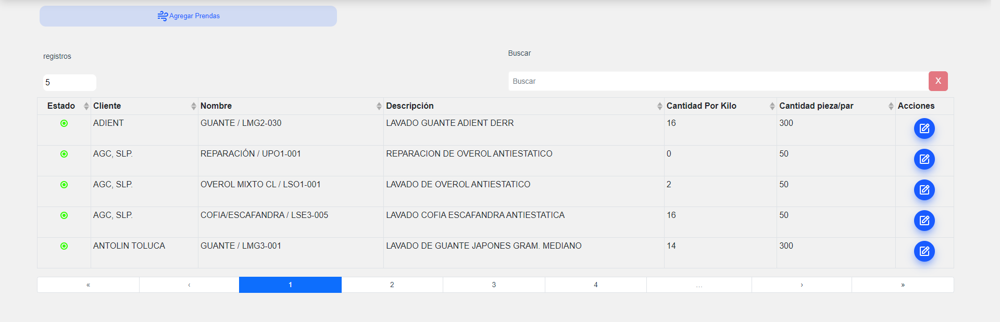 Agregar Prendas
registros
Buscar
5
Buscar
X
Estado Cliente Nombre Descripción Cantidad Por Kilo Cantidad pieza/par Acciones
ADIENT GUANTE / LMG2-030 LAVADO GUANTE ADIENT DERR 16 300
AGC, SLP. REPARACIÓN / UPO1-001 REPARACION DE OVEROL ANTIESTATICO 0 50
AGC, SLP. OVEROL MIXTO CL / LSO1-001 LAVADO DE OVEROL ANTIESTATICO 2 50
AGC, SLP. COFIA/ESCAFANDRA / LSE3-005 LAVADO COFIA ESCAFANDRA ANTIESTATICA 16 50
ANTOLIN TOLUCA GUANTE / LMG3-001 LAVADO DE GUANTE JAPONES GRAM. MEDIANO 14 300
« ‹ 1 2 3 4 ... › »